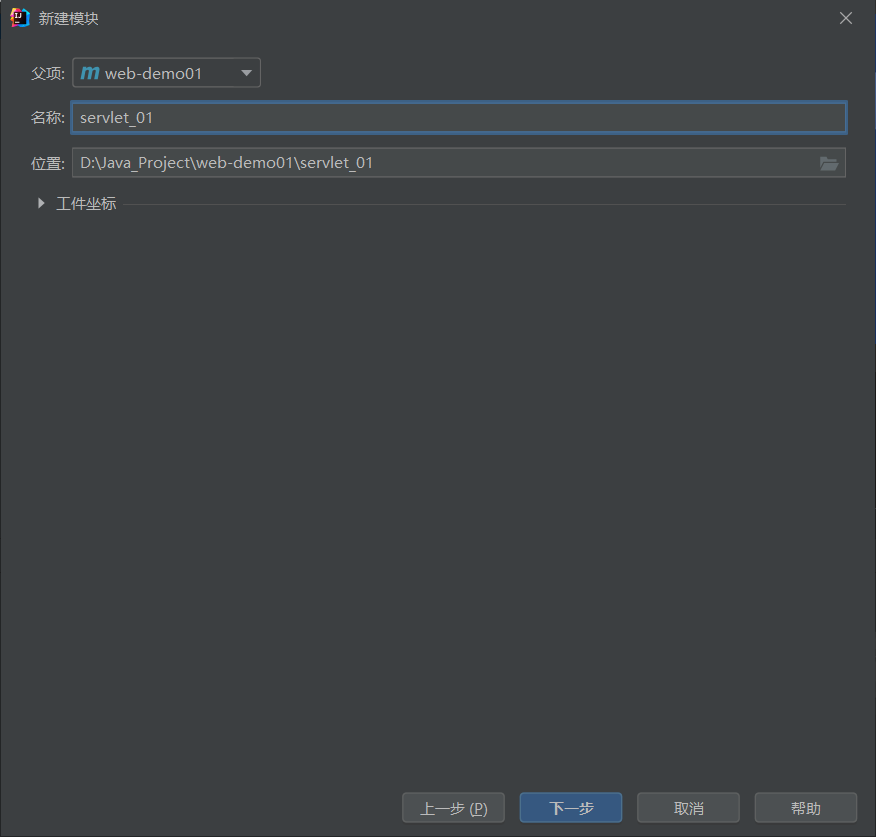 新建模块
父项: m web-demo01
名称: servlet_01
位置: D:\Java_Project\web-demo01\servlet_01
工件坐标
上一步 (P) 下一步 取消 帮助